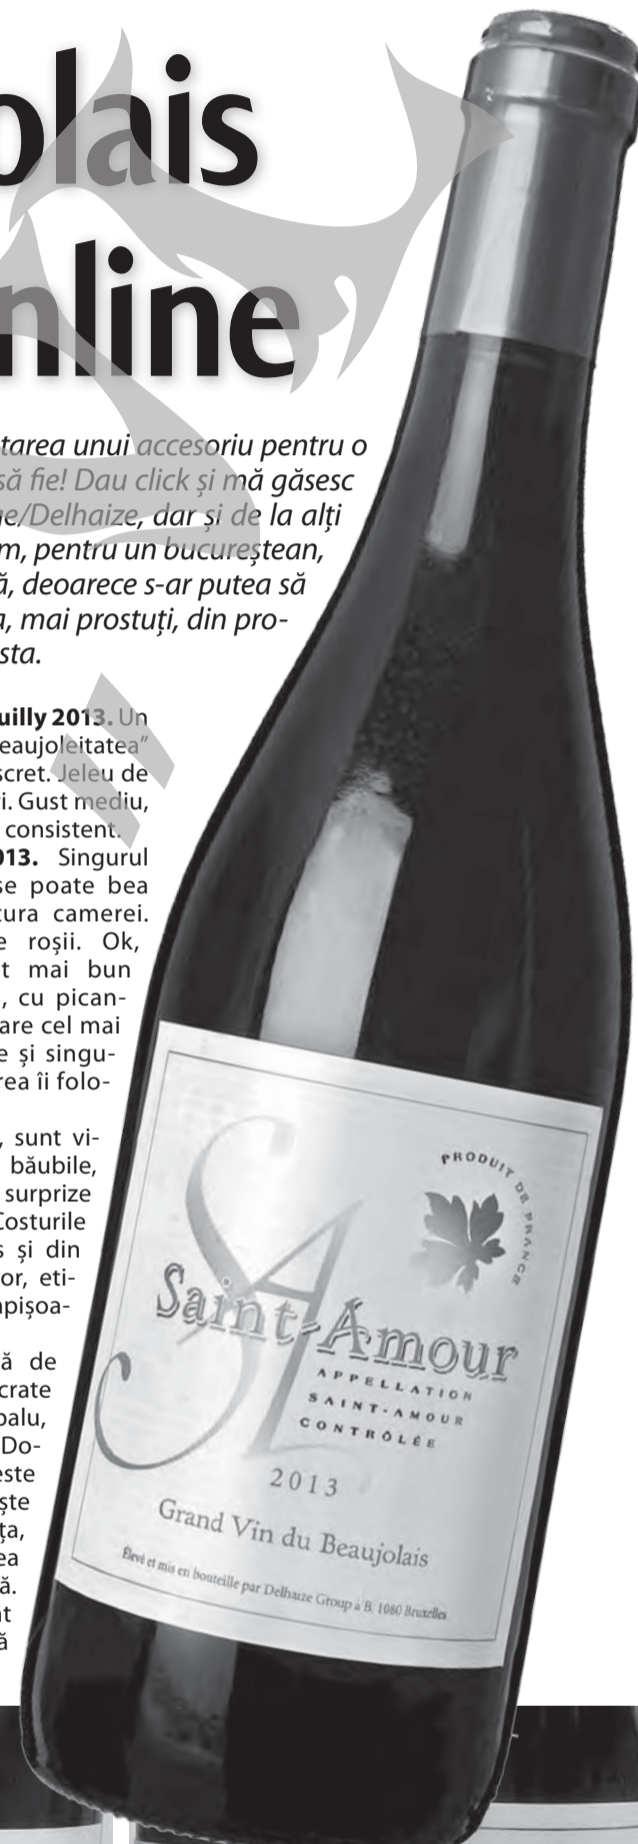 olais
nline
tarea unui accesoriu pentru o
să fie! Dau click și mă găsesc
ge/Delhaize, dar și de la alți
m, pentru un bucureștean,
ă, deoarece s-ar putea să
a, mai prostuți, din pro-
sta.
uilly 2013. Un
eaujoleitatea”
scret. Jeleu de
i. Gust mediu,
consistent.
013. Singurul
se poate bea
tura camerei.
e roșii. Ok,
t mai bun
, cu pican-
are cel mai
e și singu-
rea îi folo-
, sunt vi-
băubile,
surprize
Costurile
s și din
or, eti-
apișoa-
ă de
crate
palu,
Do-
este
ște
ța,
ea
ă.
t
ă
PRODUIT DE FRANCE
SAL
Saint-Amour
APPELLATION
SAINT-AMOUR
CONTRÔLÉE
2013
Grand Vin du Beaujolais
Élevé et mis en bouteille par Delhaize Group à B. 1080 Bruxelles